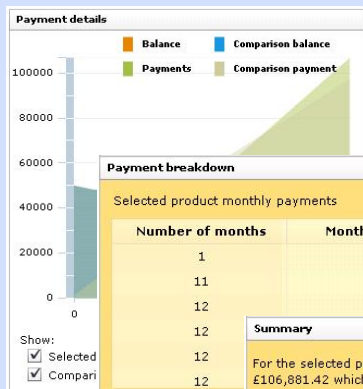 Payment details
Balance
Comparison balance
Payments
Comparison payment
100000
80000
60000
40000
20000
0
0
Show:
Selected
Compari
Payment breakdown
Selected product monthly payments
Number of months
Month
1
11
12
12
12
12
Summary
For the selected p
£106,881.42 which